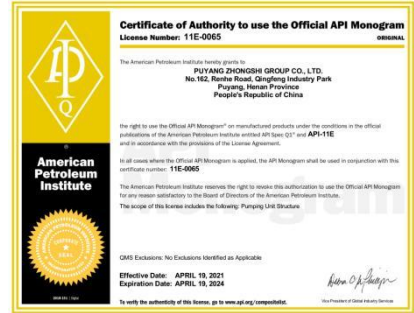 Certificate of Authority to use the Official API Monogram
License Number: 11E-0065
ORIGINAL
The American Petroleum Institute hereby grants to
PUYANG ZHONGSHI GROUP CO., LTD.
No.162, Renhe Road, Qingfeng Industry Park
Puyang, Henan Province
People's Republic of China
the right to use the Official API Monogram® on manufactured products under the conditions in the official
publications of the American Petroleum Institute entitled API Spec Q1® and API-11E
and in accordance with the provisions of the License Agreement.
In all cases where the Official API Monogram is applied, the API Monogram shall be used in conjunction with this
certificate number: 11E-0065
The American Petroleum Institute reserves the right to revoke this authorization to use the Official API Monogram
for any reason satisfactory to the Board of Directors of the American Petroleum Institute.
The scope of this license includes the following: Pumping Unit Structure
QMS Exclusions: No Exclusions Identified as Applicable
Effective Date: APRIL 19, 2021
Expiration Date: APRIL 19, 2024
To verify the authenticity of this license, go to www.api.org/compositelist.
Vice President of Global Industry Services
API
Q
American
Petroleum
Institute
SEAL
Monogram